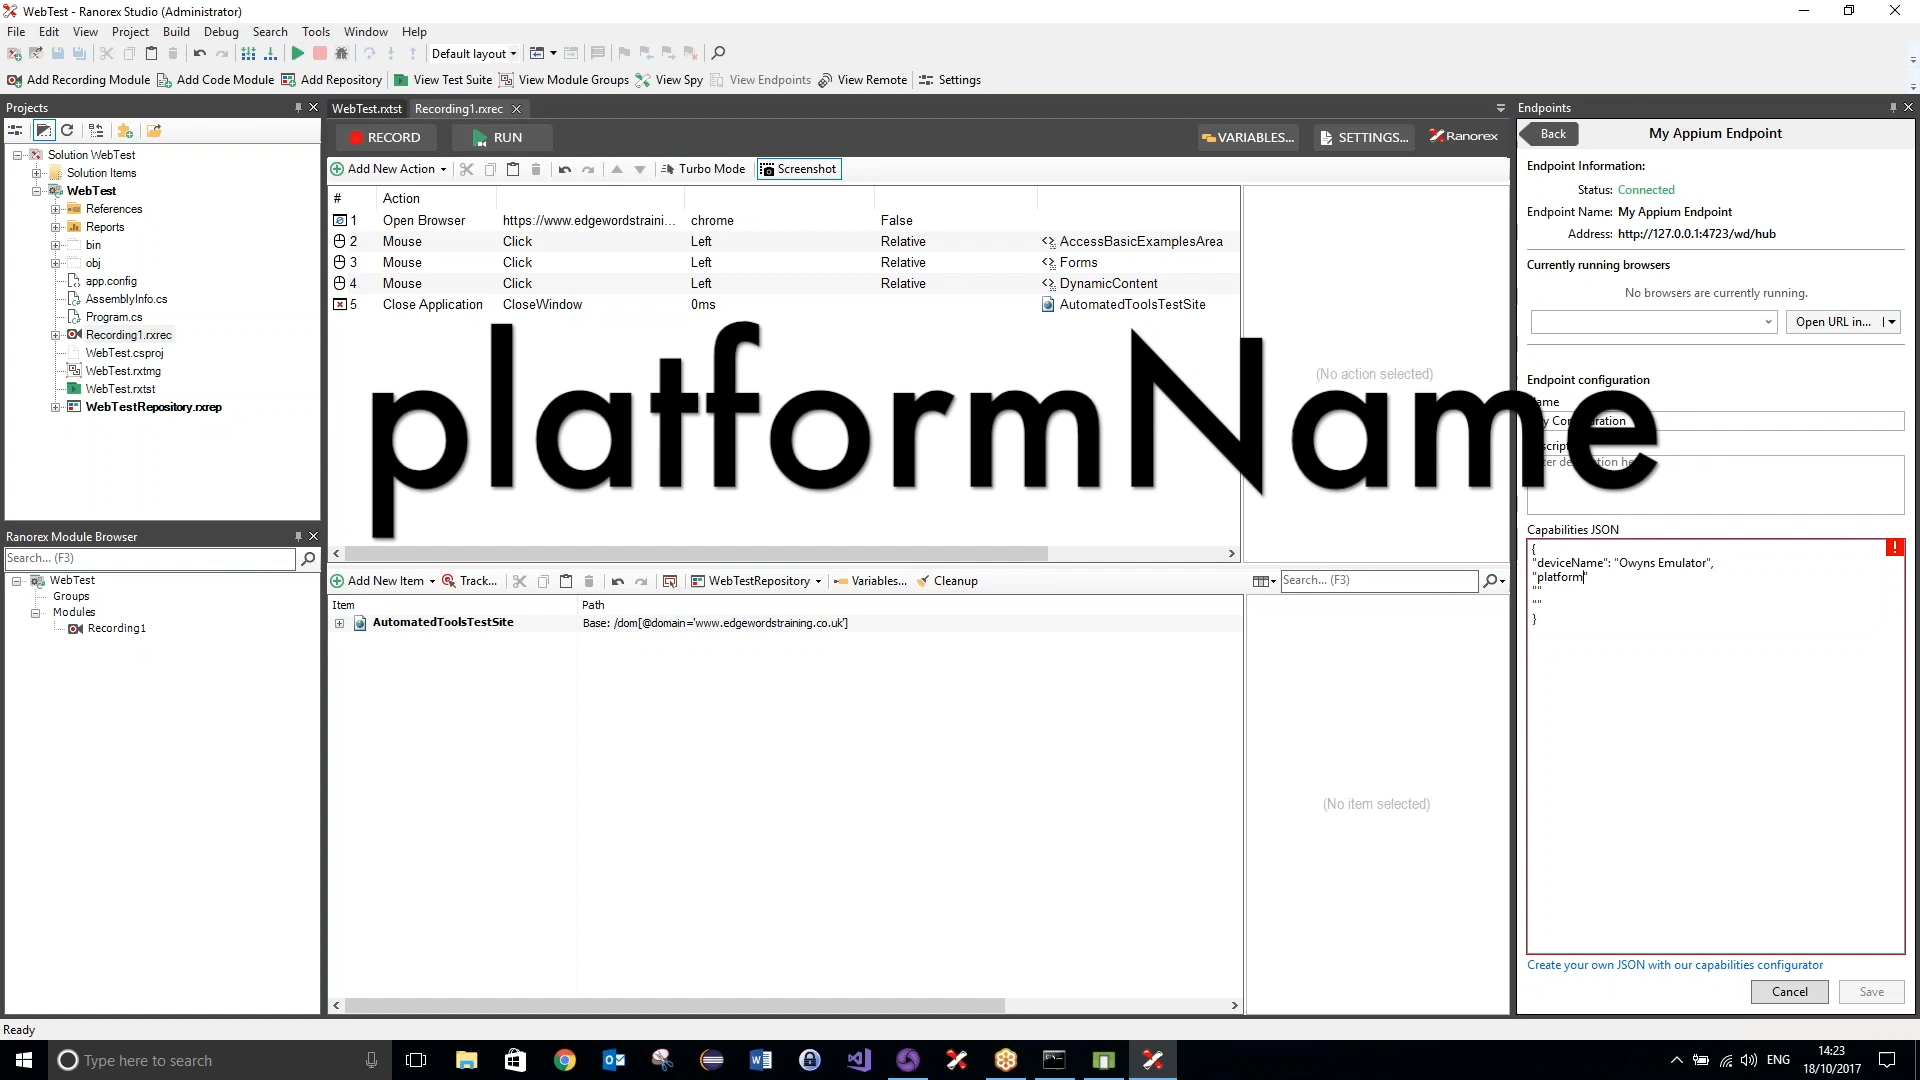 WebTest - Ranorex Studio (Administrator)
File Edit View Project Build Debug Search Tools Window Help
Default layout
Add Recording Module Add Code Module Add Repository View Test Suite View Module Groups View Spy View Endpoints View Remote Settings
Projects
Solution WebTest
Solution Items
WebTest
References
Reports
bin
obj
app.config
AssemblyInfo.cs
Program.cs
Recording1.rxrec
WebTest.csproj
WebTest.rxtmg
WebTest.rxtst
WebTestRepository.rxrep
Ranorex Module Browser
Search... (F3)
WebTest
Groups
Modules
Recording1
WebTest.rxtst Recording1.rxrec
RECORD RUN VARIABLES... SETTINGS... Ranorex
Add New Action Turbo Mode Screenshot
# Action
1 Open Browser https://www.edgewordstraini... chrome False
2 Mouse Click Left Relative AccessBasicExamplesArea
3 Mouse Click Left Relative Forms
4 Mouse Click Left Relative DynamicContent
5 Close Application CloseWindow 0ms AutomatedToolsTestSite
(No action selected)
platformName
Add New Item Track... WebTestRepository Variables... Cleanup Search... (F3)
Item Path
AutomatedToolsTestSite Base: /dom[@domain='www.edgewordstraining.co.uk']
(No item selected)
Endpoints
Back My Appium Endpoint
Endpoint Information:
Status: Connected
Endpoint Name: My Appium Endpoint
Address: http://127.0.0.1:4723/wd/hub
Currently running browsers
No browsers are currently running.
Open URL in...
Endpoint configuration
Capabilities JSON
{
"deviceName": "Owyns Emulator",
"platform"
""
""
}
Create your own JSON with our capabilities configurator
Cancel Save
Ready
Type here to search
ENG
14:23
18/10/2017